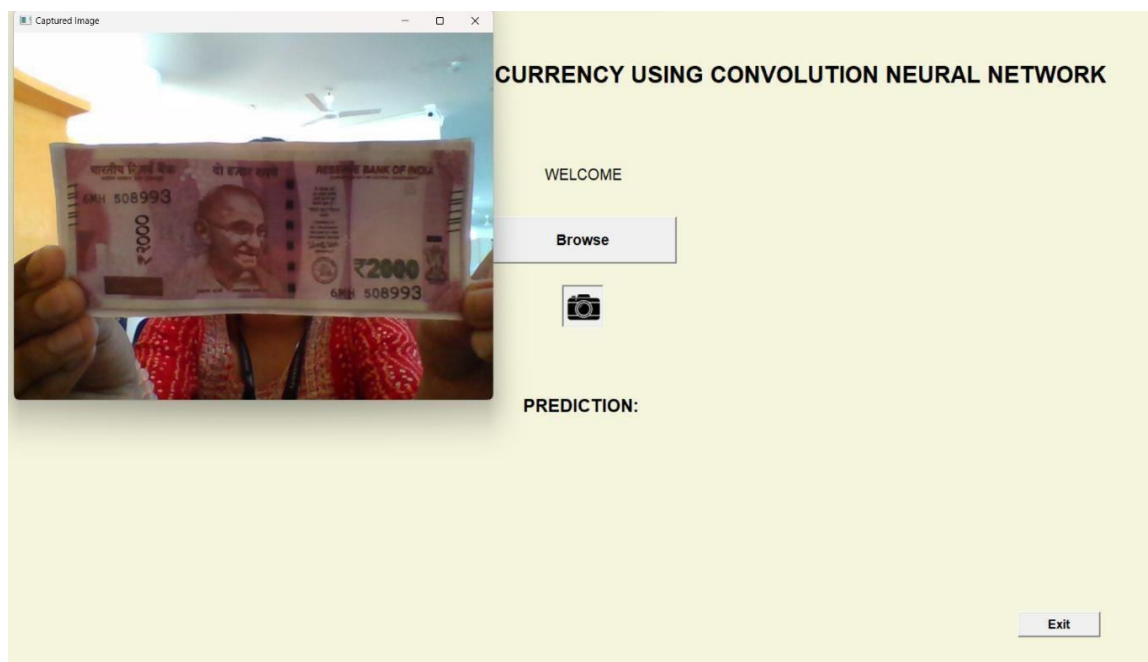 Captured Image
CURRENCY USING CONVOLUTION NEURAL NETWORK
WELCOME
Browse
PREDICTION:
Exit
भारतीय रिज़र्व बैंक
दो हज़ार रुपये
RESERVE BANK OF INDIA
6MH 508993
₹2000
₹2000
6MH 508993